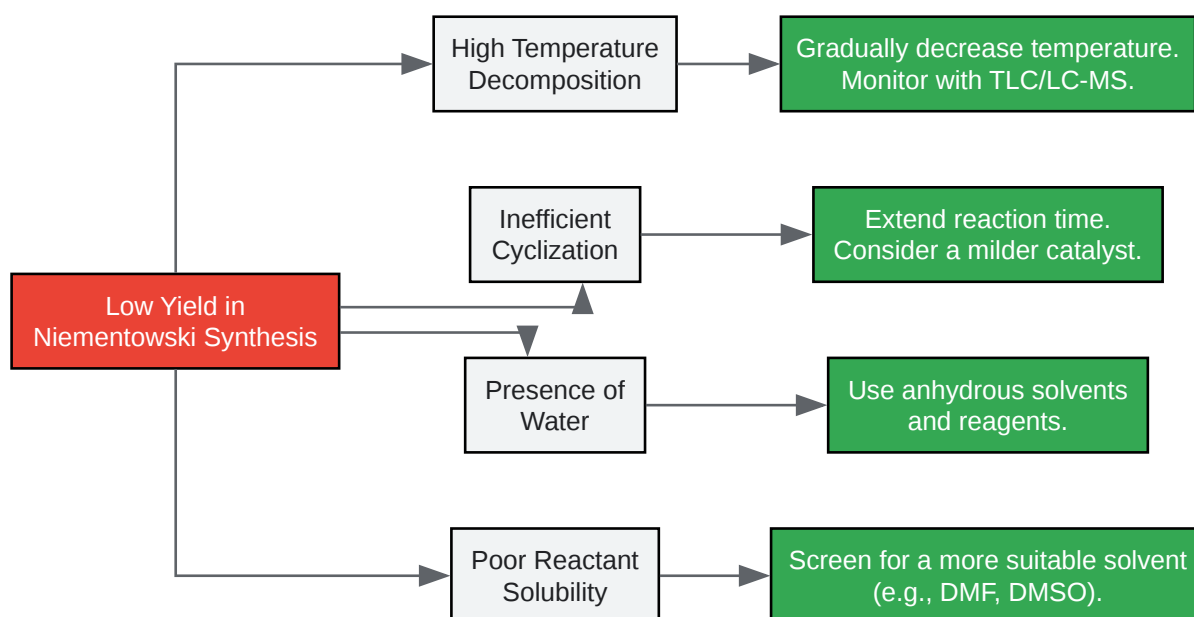 High Temperature
Decomposition
Gradually decrease temperature.
Monitor with TLC/LC-MS.
Inefficient
Cyclization
Extend reaction time.
Consider a milder catalyst.
Low Yield in
Niementowski Synthesis
Presence of
Water
Use anhydrous solvents
and reagents.
Poor Reactant
Solubility
Screen for a more suitable solvent
(e.g., DMF, DMSO).